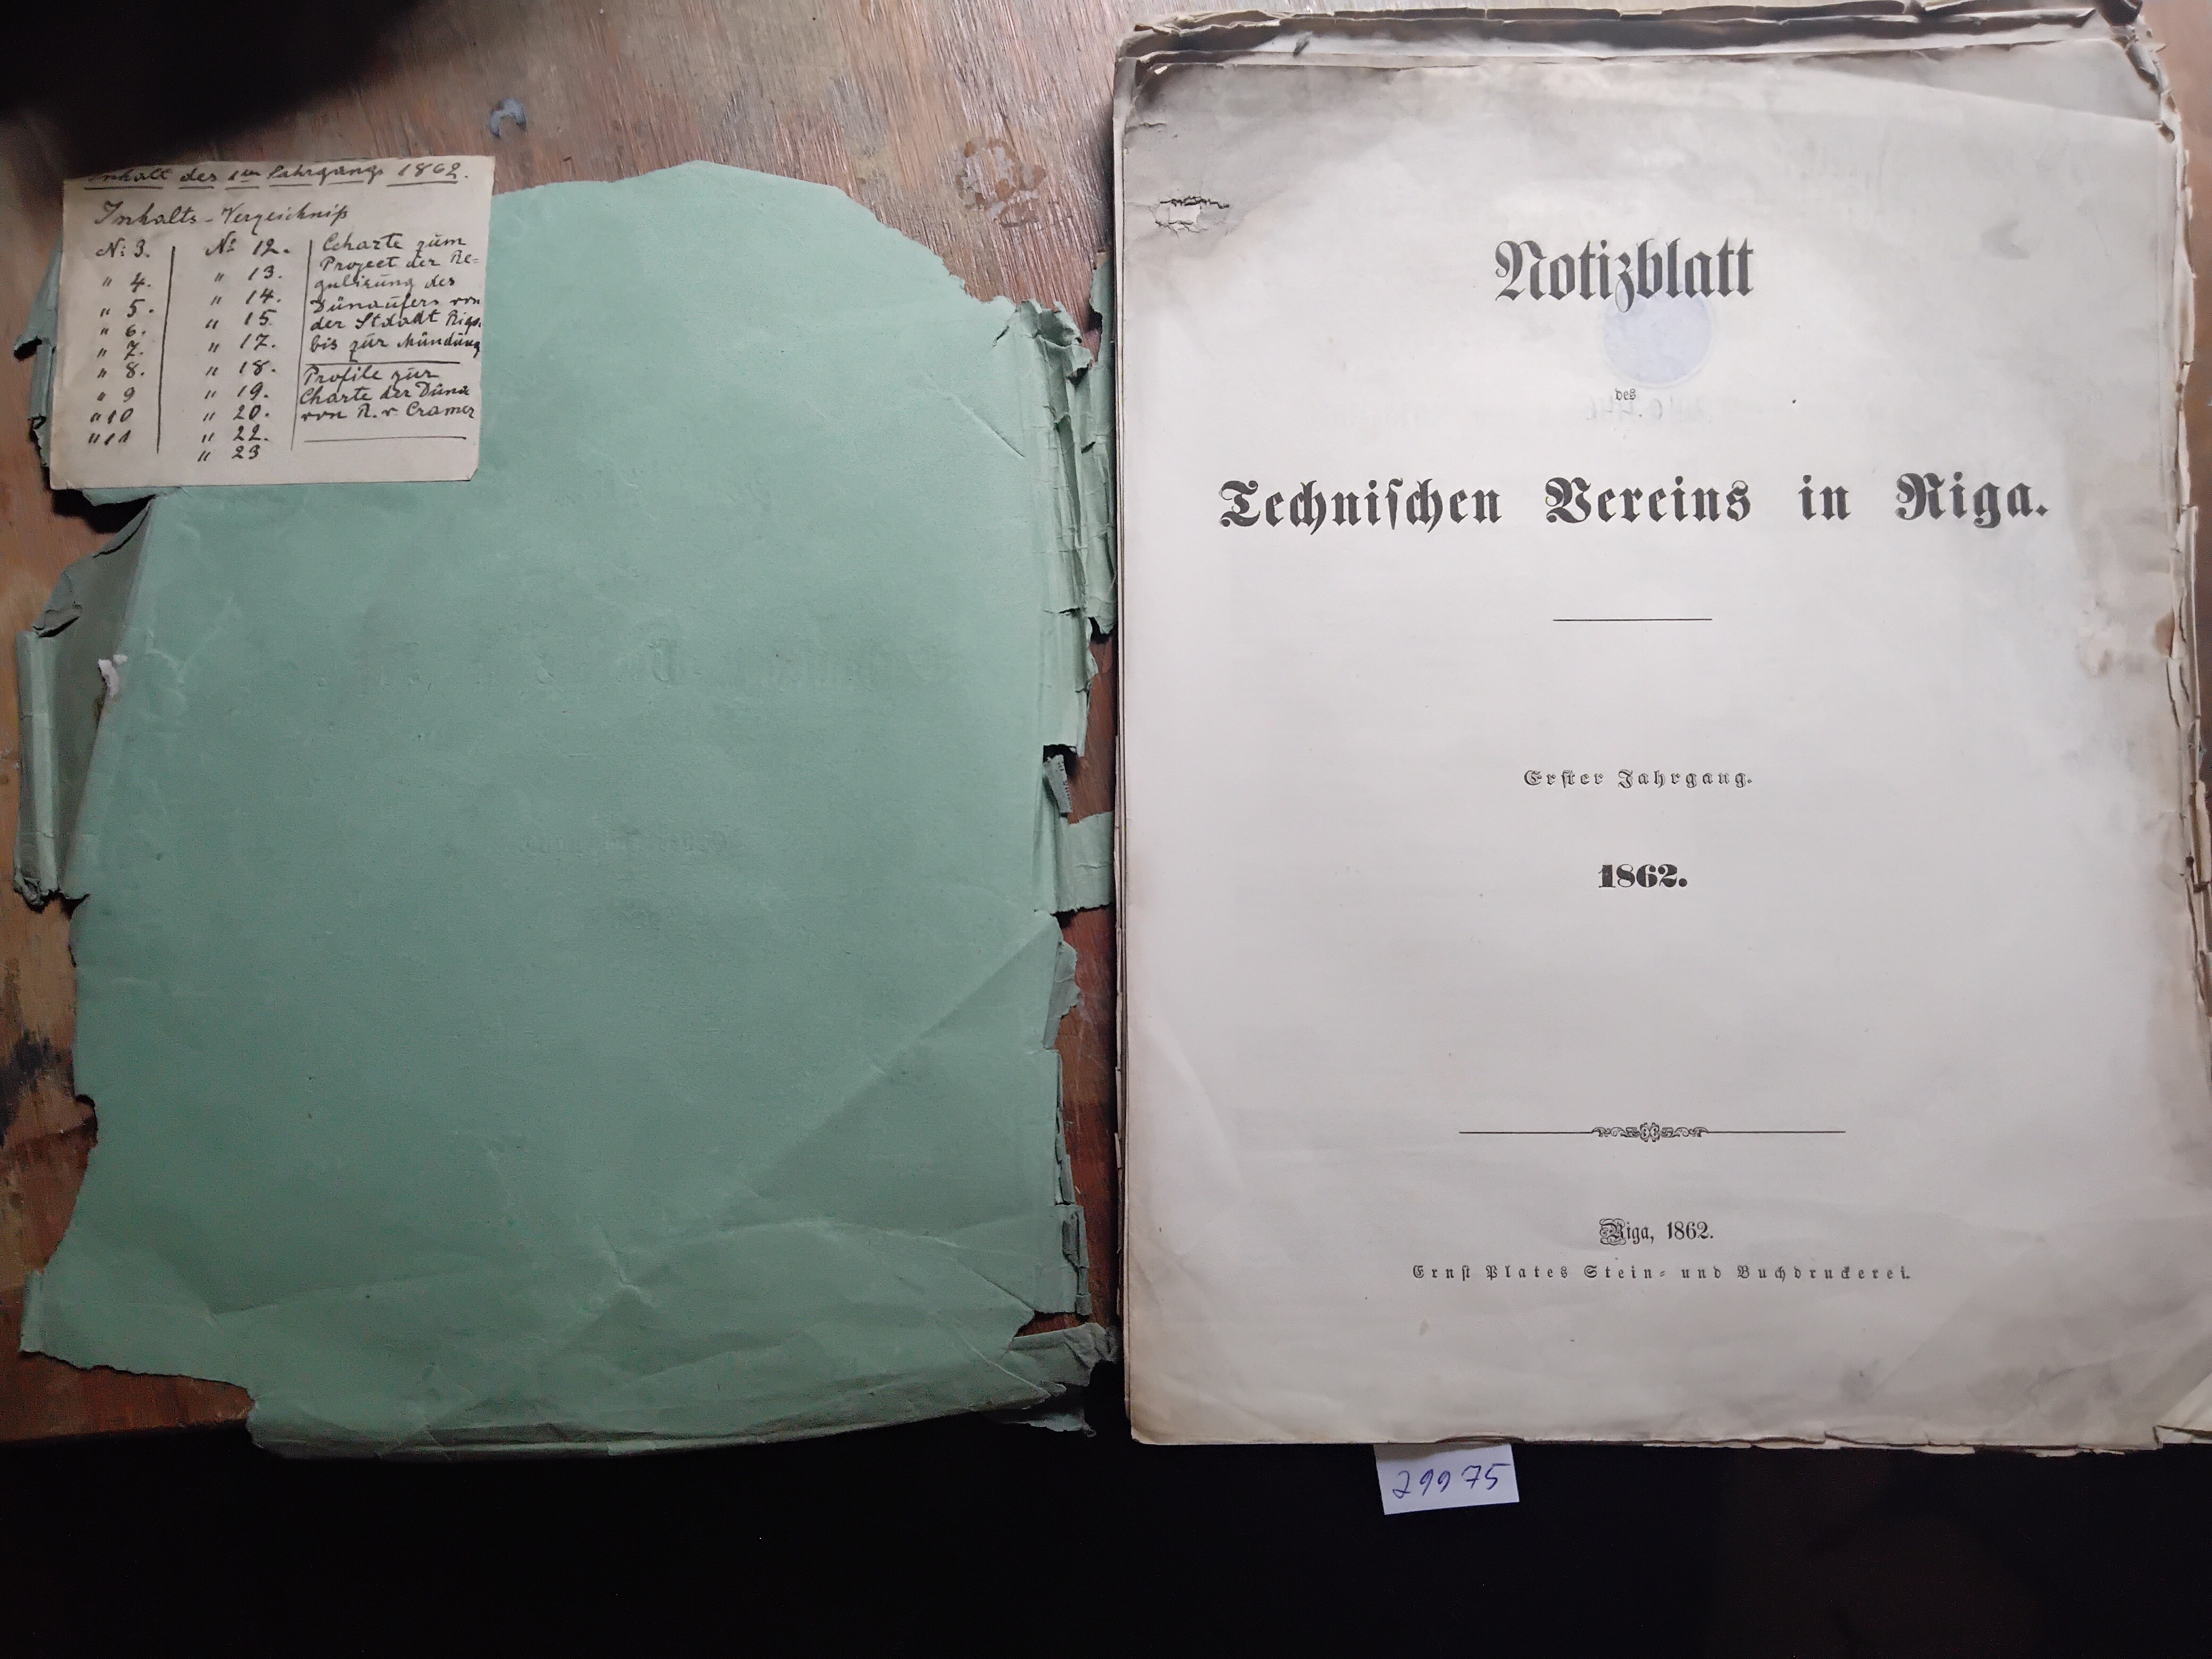 Inhalt des 1ten Jahrgangs 1862.
Inhalts-Verzeichniß
N: 3.
" 4.
" 5.
" 6.
" 7.
" 8.
" 9
" 10
" 11
N: 12.
" 13.
" 14.
" 15
" 17.
" 18.
" 19.
" 20.
" 22.
" 23
Charte zum
Project der Re-
gulirung des
Dünaufers von
der Stdadt Riga
bis zur Mündung
Profile zur
Charte der Düna
von R. v Cramer
Notizblatt
des
Technischen Vereins in Riga.
Erster Jahrgang.
1862.
Riga, 1862.
Ernst Plates Stein- und Buchdruckerei.
29975